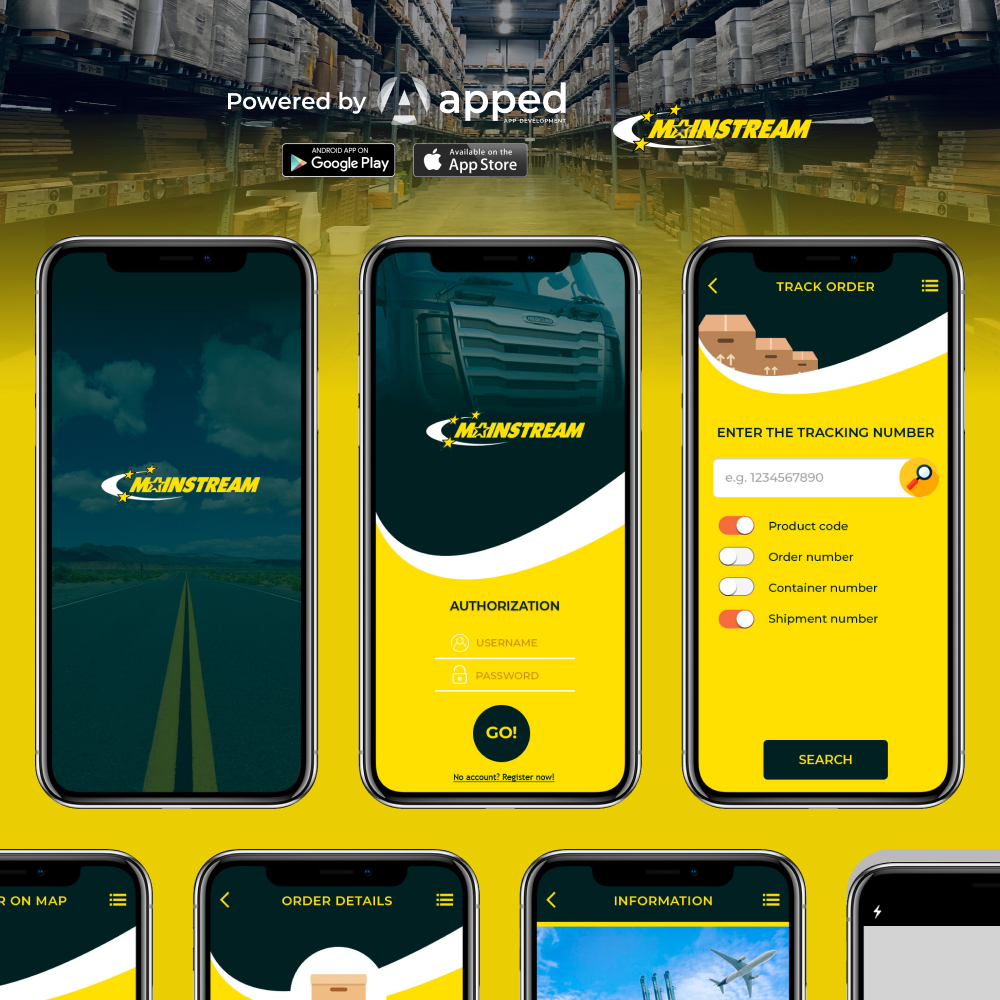 Powered by apped
APP DEVELOPMENT
MAINSTREAM
ANDROID APP ON
Google Play
Available on the
App Store
MAINSTREAM
MAINSTREAM
AUTHORIZATION
USERNAME
PASSWORD
GO!
No account? Register now!
TRACK ORDER
ENTER THE TRACKING NUMBER
e.g. 1234567890
Product code
Order number
Container number
Shipment number
SEARCH
R ON MAP
ORDER DETAILS
INFORMATION